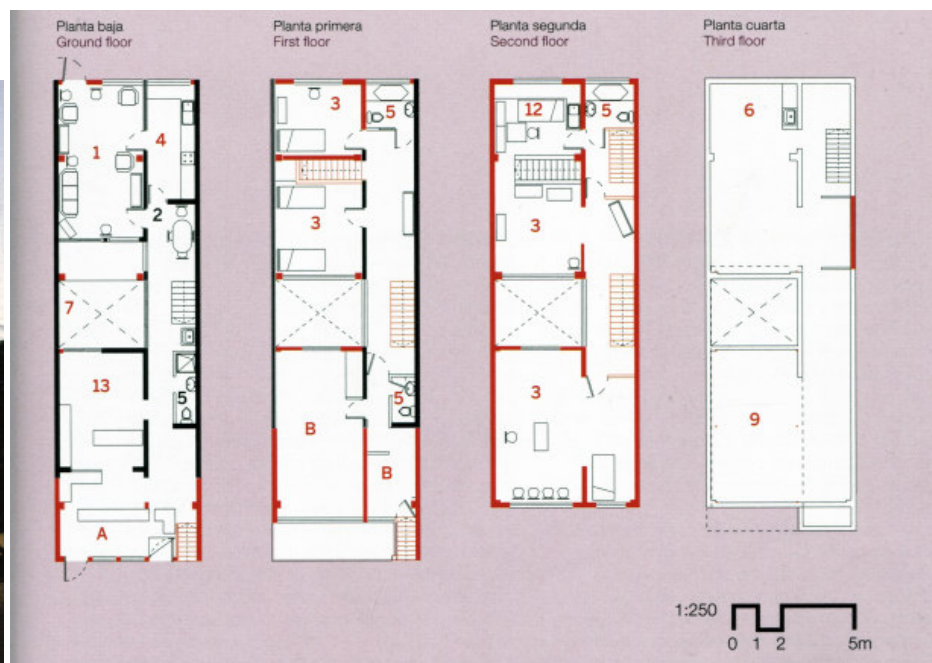 Planta baja
Ground floor
Planta primera
First floor
Planta segunda
Second floor
Planta cuarta
Third floor
1
4
2
7
13
5
A
3
5
3
B
5
B
12
5
3
3
6
9
1:250
0 1 2 5m